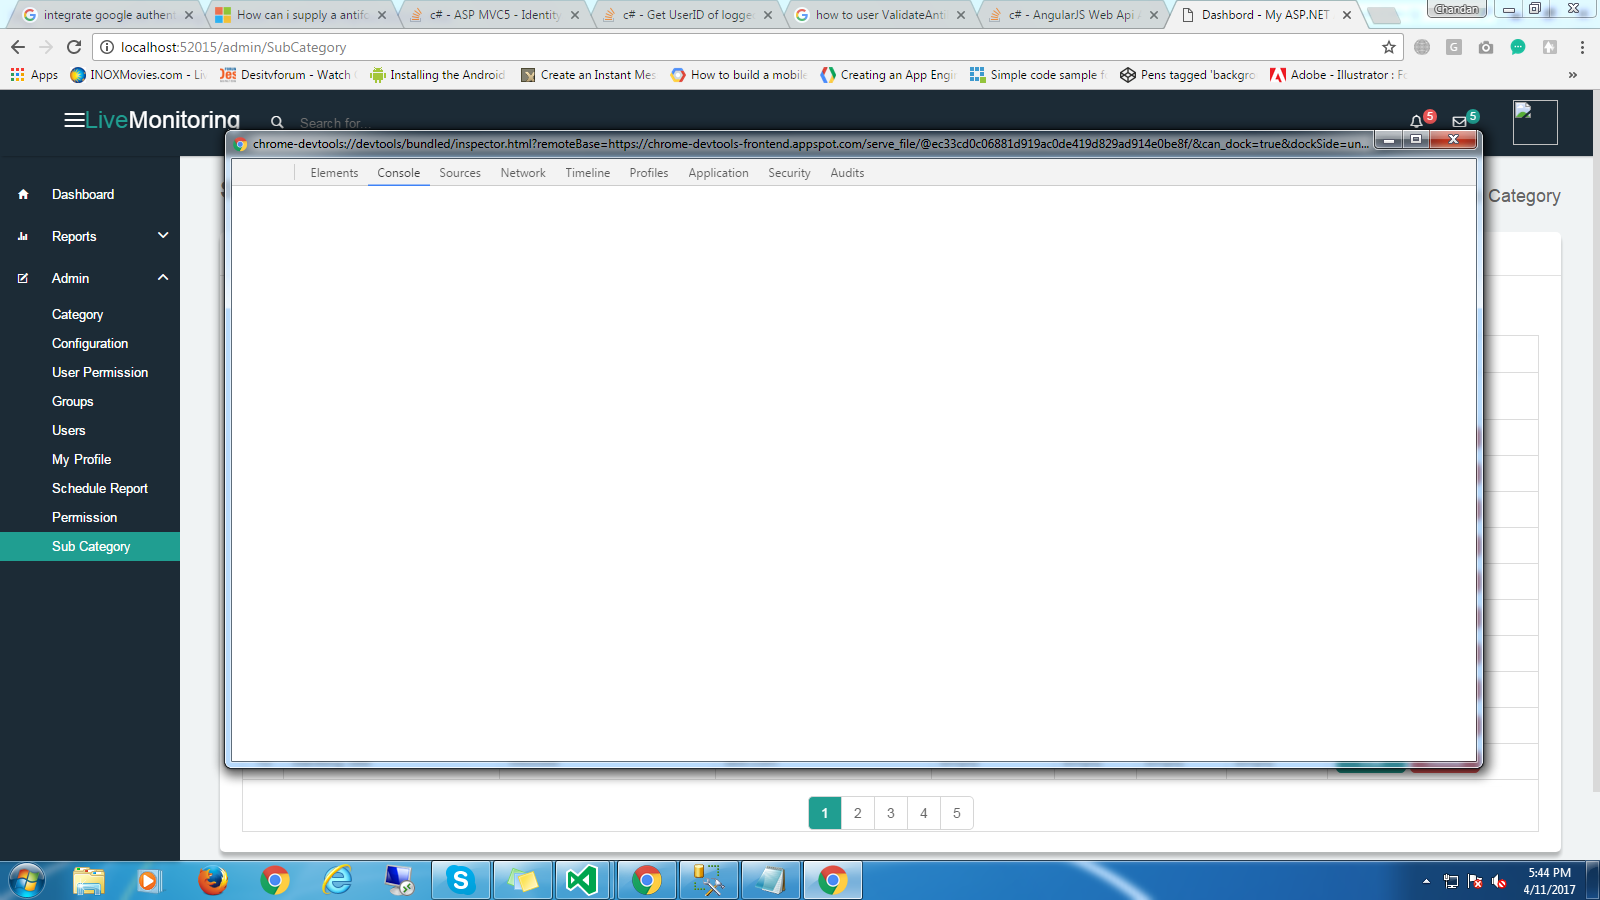 integrate google authent
How can i supply a antifo
c# - ASP MVC5 - Identity
c# - Get UserID of logge
how to user ValidateAnti
c# - AngularJS Web Api
Dashbord - My ASP.NET
Chandan
localhost:52015/admin/SubCategory
Apps
INOXMovies.com - Li
Desitvforum - Watch
Installing the Android
Create an Instant Mes
How to build a mobile
Creating an App Engi
Simple code sample f
Pens tagged 'backgro
Adobe - Illustrator : Fo
»
LiveMonitoring
Search for...
5
5
chrome-devtools://devtools/bundled/inspector.html?remoteBase=https://chrome-devtools-frontend.appspot.com/serve_file/@ec33cd0c06881d919ac0de419d829ad914e0be8f/&can_dock=true&dockSide=un...
Elements
Console
Sources
Network
Timeline
Profiles
Application
Security
Audits
Category
Dashboard
Reports
Admin
Category
Configuration
User Permission
Groups
Users
My Profile
Schedule Report
Permission
Sub Category
1
2
3
4
5
5:44 PM
4/11/2017